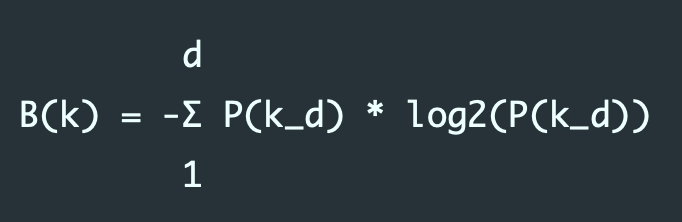 d
B(k) = -Σ P(k_d) * log2(P(k_d))
1